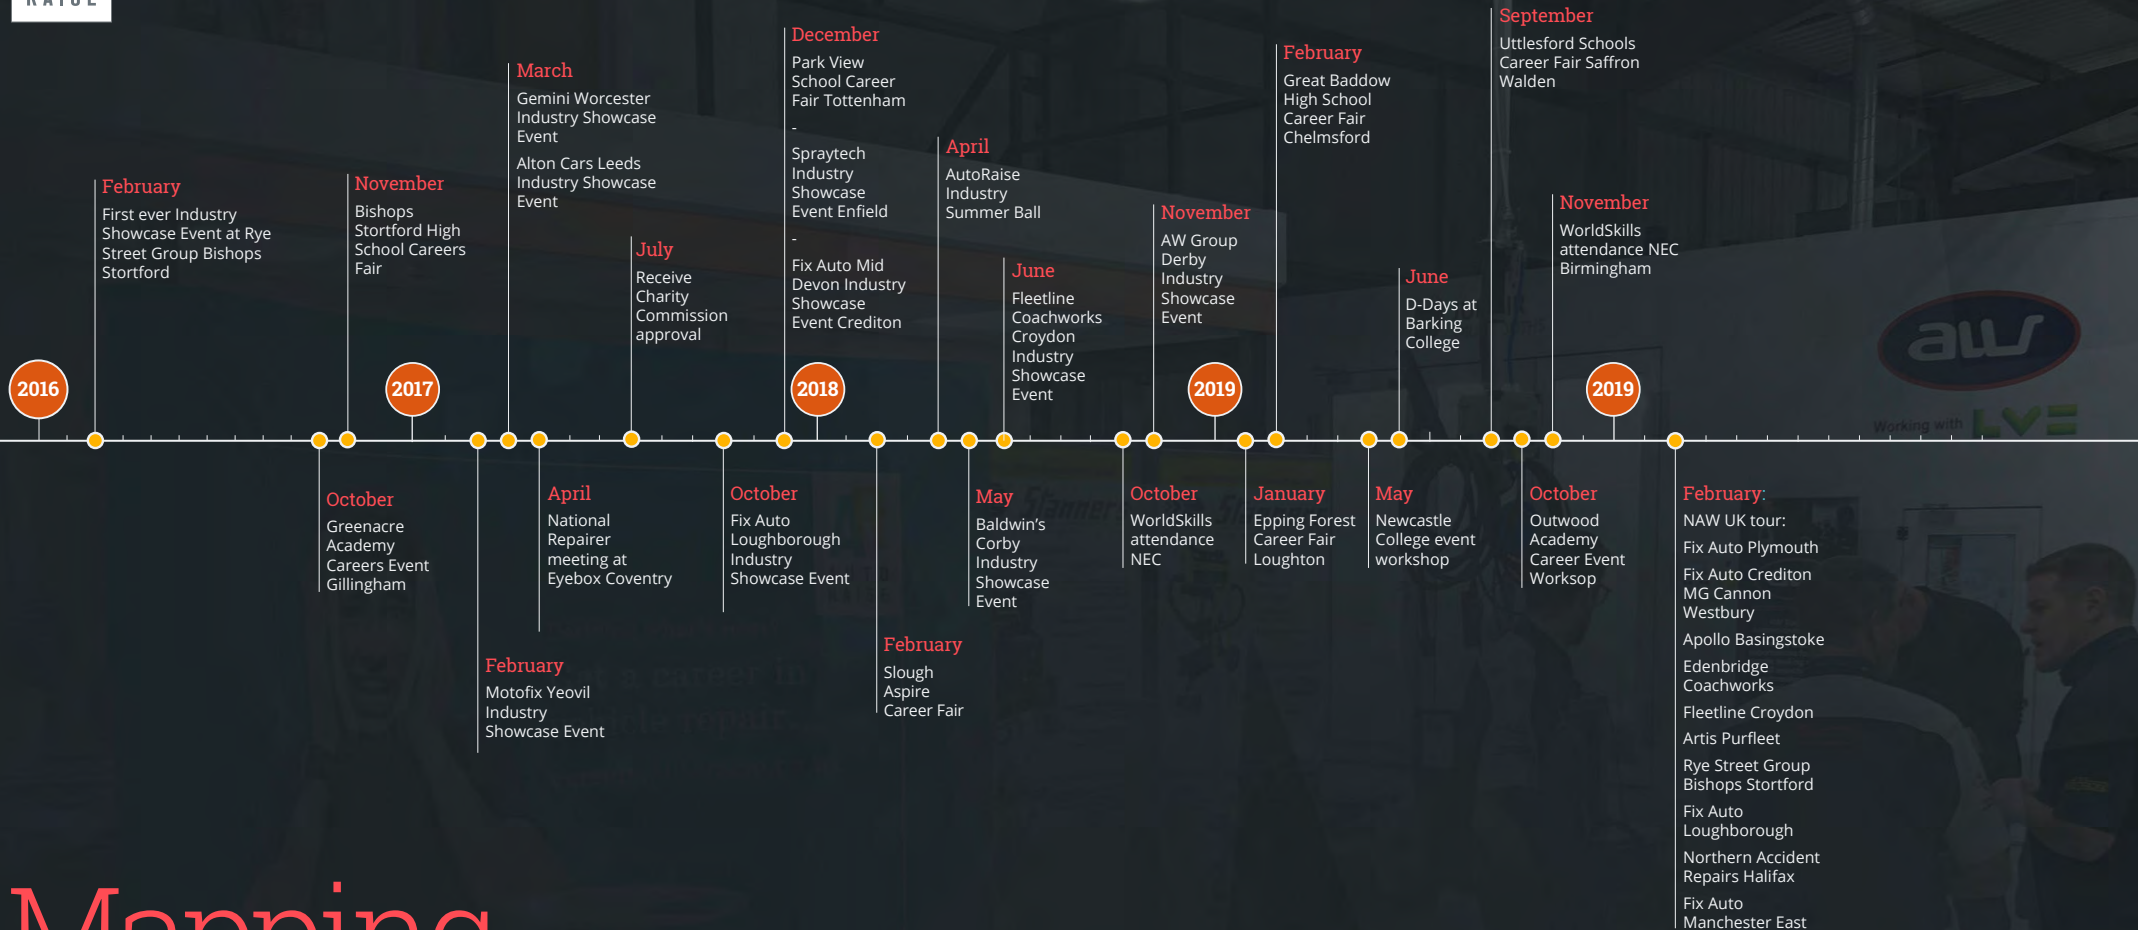 RAISE
February
First ever Industry
Showcase Event at Rye
Street Group Bishops
Stortford
November
Bishops
Stortford High
School Careers
Fair
March
Gemini Worcester
Industry Showcase
Event
Alton Cars Leeds
Industry Showcase
Event
July
Receive
Charity
Commission
approval
December
Park View
School Career
Fair Tottenham
-
Spraytech
Industry
Showcase
Event Enfield
-
Fix Auto Mid
Devon Industry
Showcase
Event Crediton
April
AutoRaise
Industry
Summer Ball
June
Fleetline
Coachworks
Croydon
Industry
Showcase
Event
November
AW Group
Derby
Industry
Showcase
Event
February
Great Baddow
High School
Career Fair
Chelmsford
June
D-Days at
Barking
College
September
Uttlesford Schools
Career Fair Saffron
Walden
November
WorldSkills
attendance NEC
Birmingham
aw
Working with LVE
2016
2017
2018
2019
2019
October
Greenacre
Academy
Careers Event
Gillingham
February
Motofix Yeovil
Industry
Showcase Event
April
National
Repairer
meeting at
Eyebox Coventry
October
Fix Auto
Loughborough
Industry
Showcase Event
February
Slough
Aspire
Career Fair
May
Baldwin’s
Corby
Industry
Showcase
Event
October
WorldSkills
attendance
NEC
January
Epping Forest
Career Fair
Loughton
May
Newcastle
College event
workshop
October
Outwood
Academy
Career Event
Worksop
February:
NAW UK tour:
Fix Auto Plymouth
Fix Auto Crediton
MG Cannon
Westbury
Apollo Basingstoke
Edenbridge
Coachworks
Fleetline Croydon
Artis Purfleet
Rye Street Group
Bishops Stortford
Fix Auto
Loughborough
Northern Accident
Repairs Halifax
Fix Auto
Manchester East
a career in
repair
Mapping